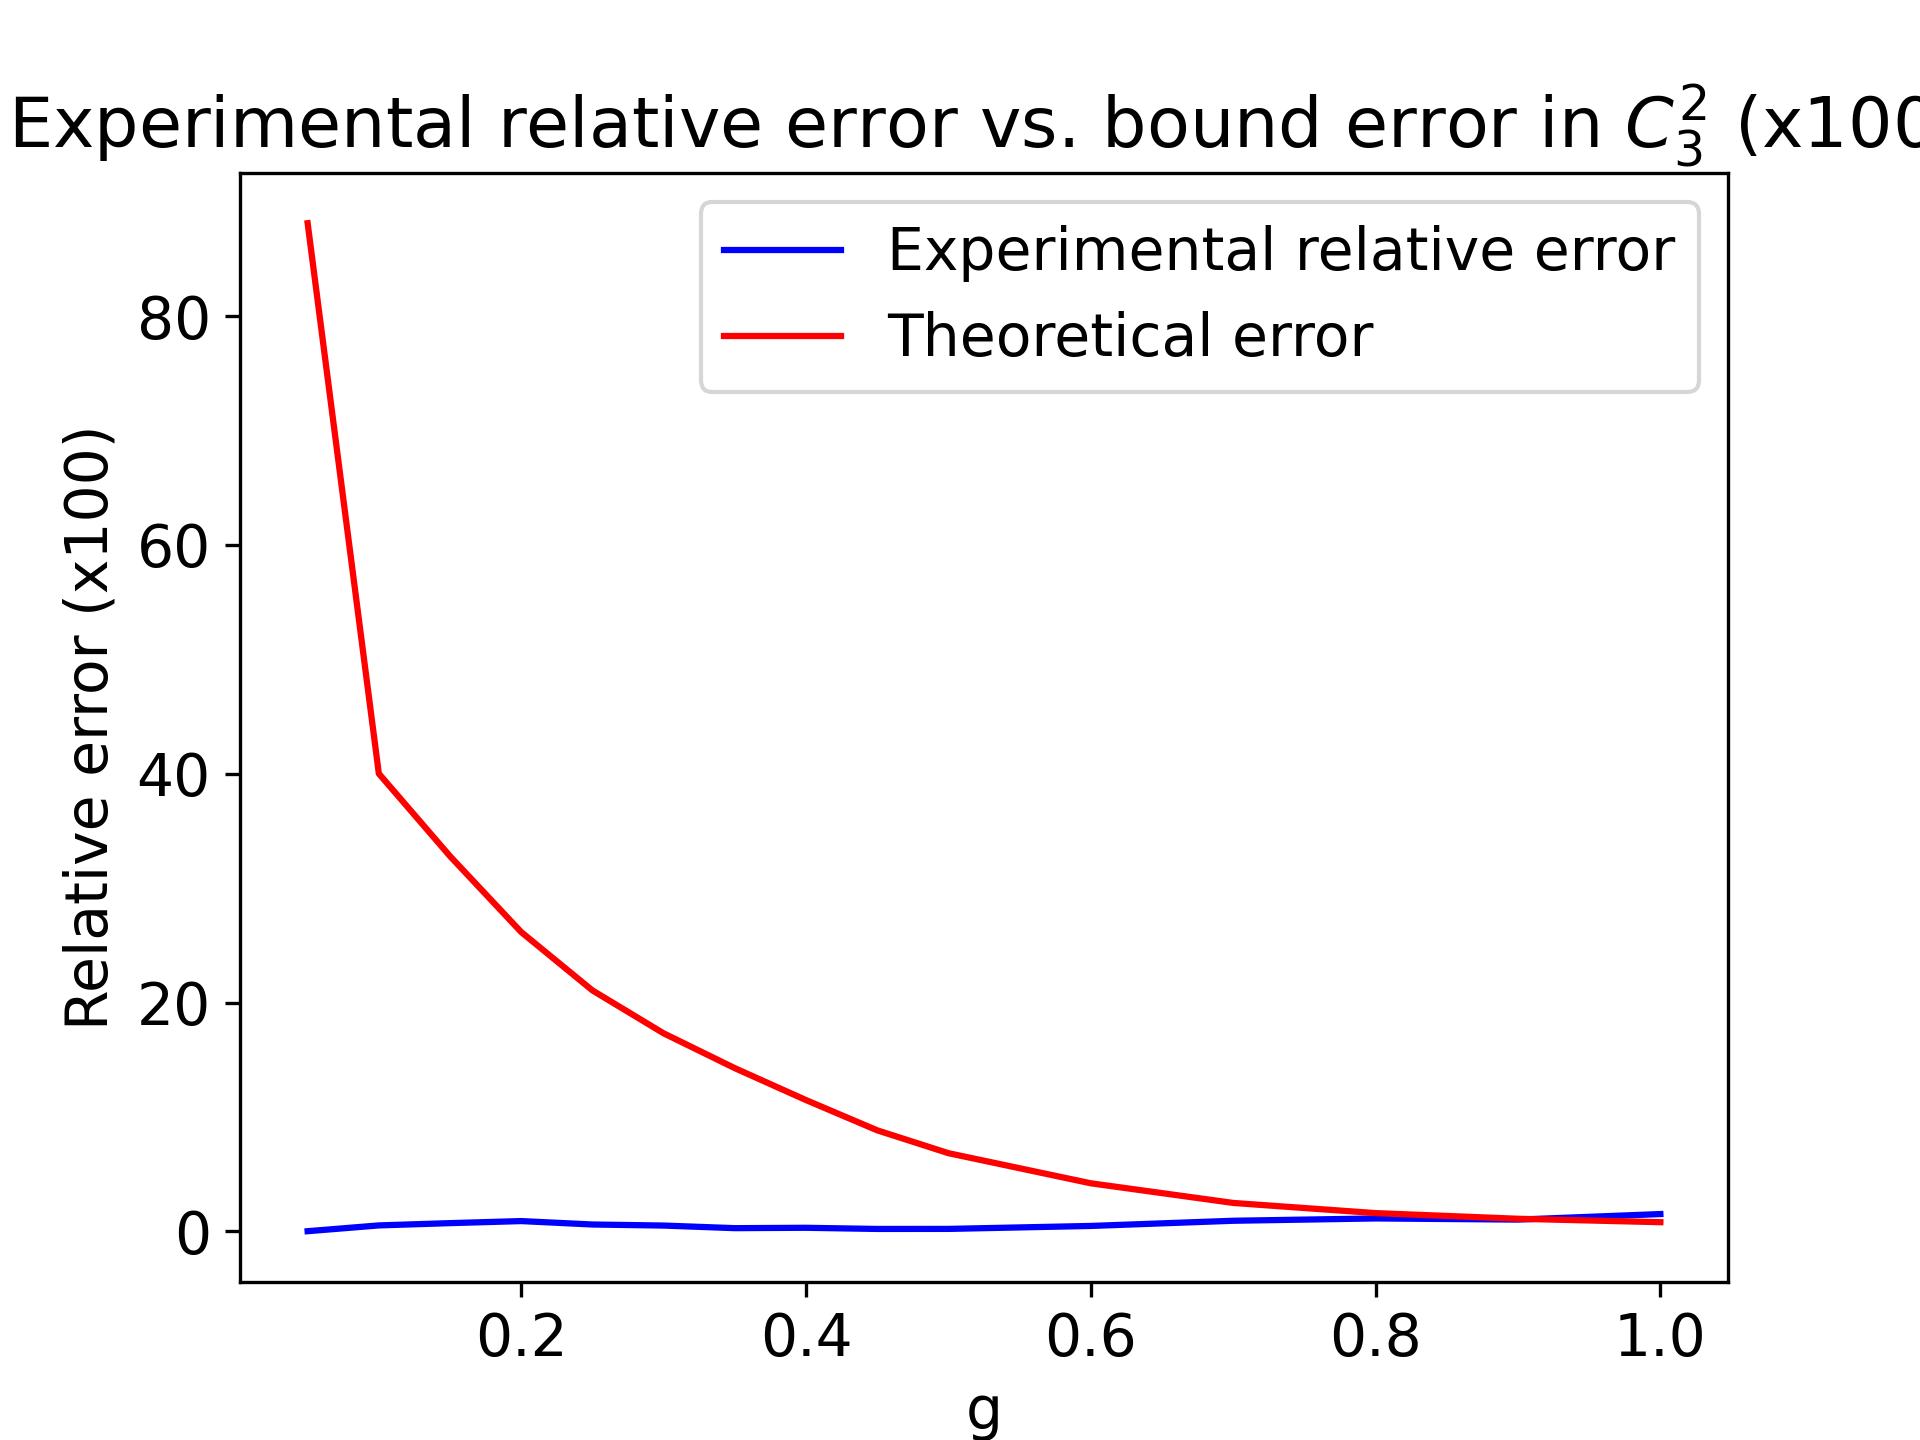 Experimental relative error vs. bound error in $C_3^2$ (x100
Experimental relative error
Theoretical error
Relative error (x100)
80
60
40
20
0
0.2 0.4 0.6 0.8 1.0
g